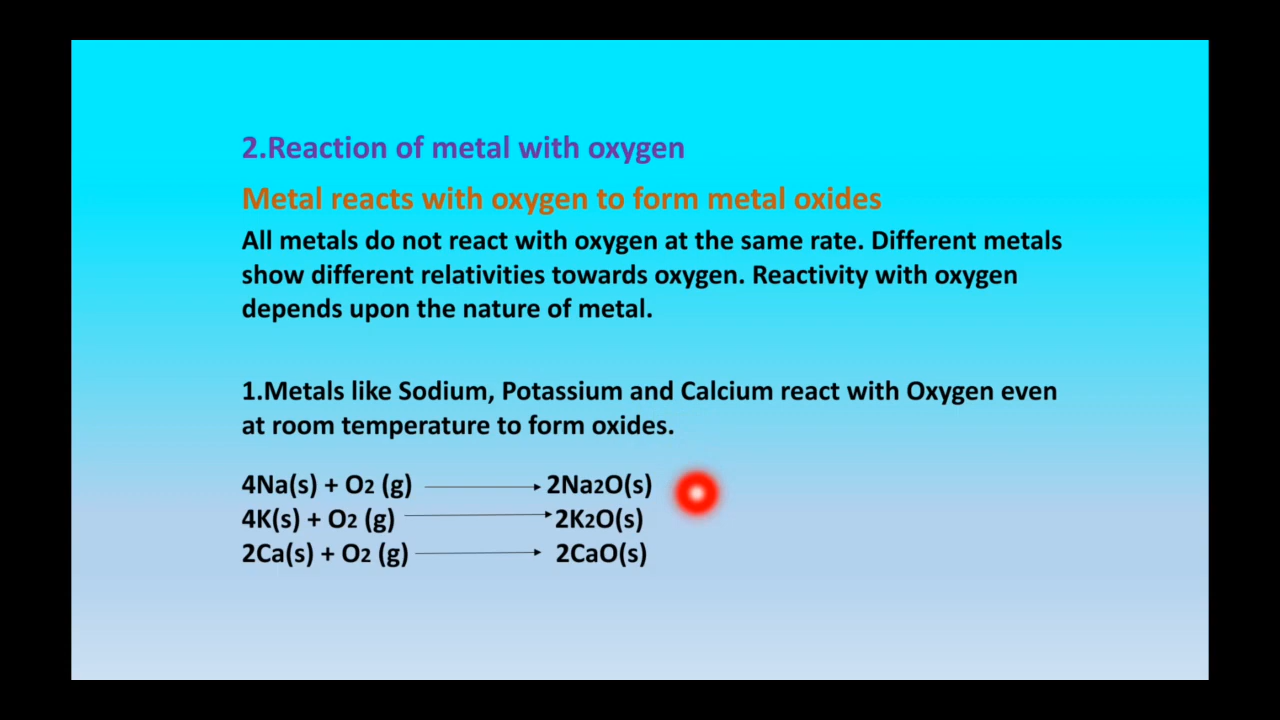 2.Reaction of metal with oxygen
Metal reacts with oxygen to form metal oxides
All metals do not react with oxygen at the same rate. Different metals
show different relativities towards oxygen. Reactivity with oxygen
depends upon the nature of metal.
1.Metals like Sodium, Potassium and Calcium react with Oxygen even
at room temperature to form oxides.
4Na(s) + O2 (g) ⟶ 2Na2O(s)
4K(s) + O2 (g) ⟶ 2K2O(s)
2Ca(s) + O2 (g) ⟶ 2CaO(s)